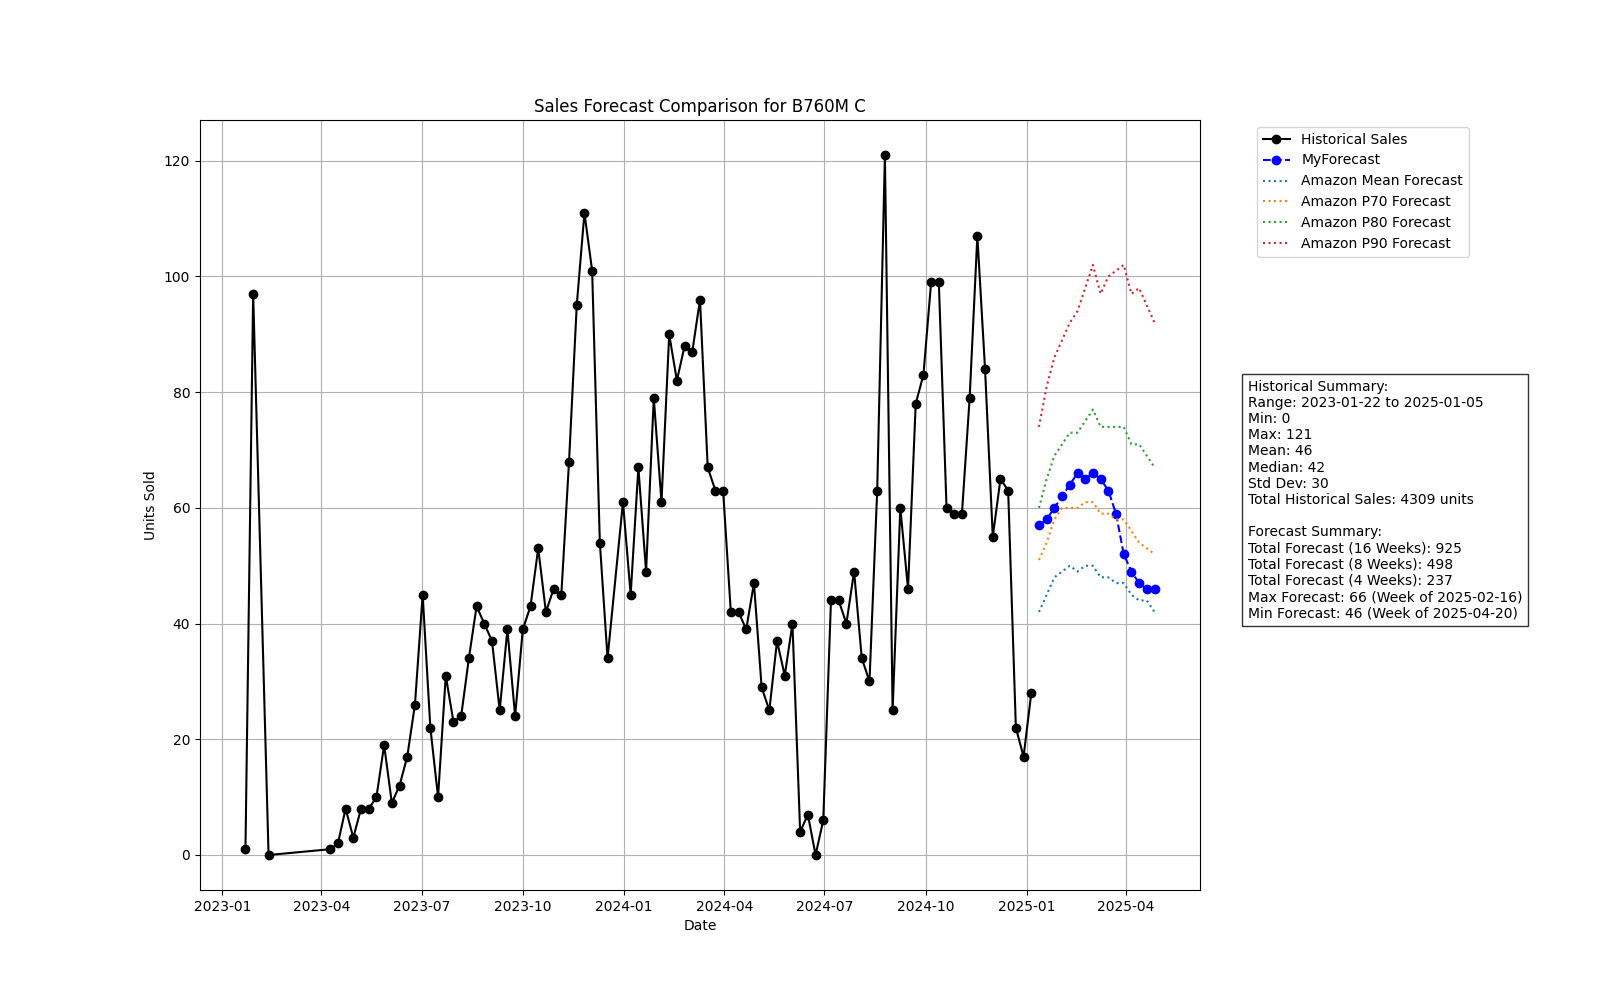 Sales Forecast Comparison for B760M C
Units Sold
120
100
80
60
40
20
0
2023-01
2023-04
2023-07
2023-10
2024-01
2024-04
2024-07
2024-10
2025-01
2025-04
Date
Historical Sales
MyForecast
Amazon Mean Forecast
Amazon P70 Forecast
Amazon P80 Forecast
Amazon P90 Forecast
Historical Summary:
Range: 2023-01-22 to 2025-01-05
Min: 0
Max: 121
Mean: 46
Median: 42
Std Dev: 30
Total Historical Sales: 4309 units
Forecast Summary:
Total Forecast (16 Weeks): 925
Total Forecast (8 Weeks): 498
Total Forecast (4 Weeks): 237
Max Forecast: 66 (Week of 2025-02-16)
Min Forecast: 46 (Week of 2025-04-20)